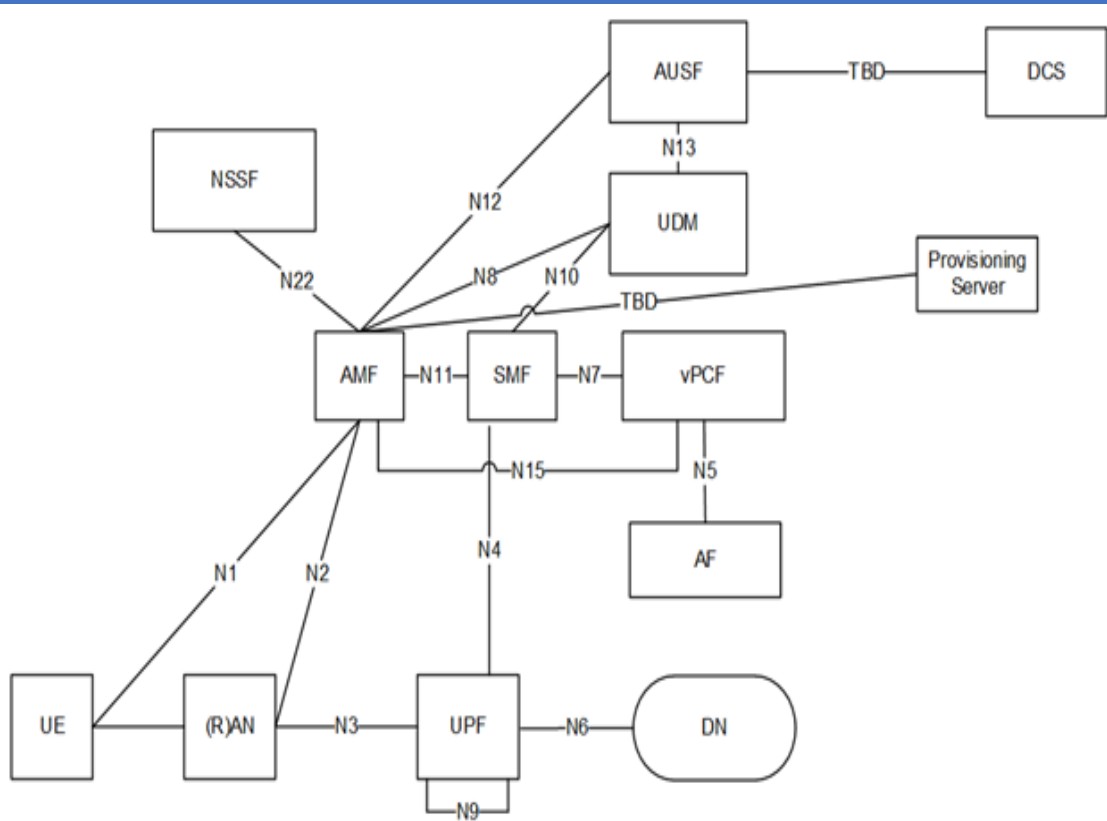 AUSF
TBD
DCS
N13
NSSF
N12
UDM
N22
N8
N10
Provisioning
Server
TBD
AMF
N11
SMF
N7
vPCF
N15
N5
N4
AF
N1
N2
UE
(R)AN
N3
UPF
N6
DN
N9